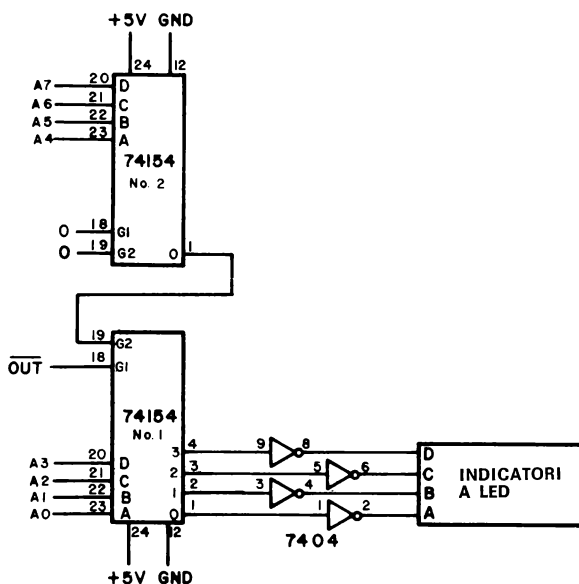 +5V GND
24 12
A7 20 D
A6 21 C
A5 22 B
A4 23 A
74154
No. 2
0 18 G1
0 19 G2 0 1
19 G2
OUT 18 G1
74154
No. 1
3 4 9 8 D
A3 20 D
2 3 5 6 C
A2 21 C
1 2 3 4 B
A1 22 B
0 1 1 2 A
A0 23 A
INDICATORI
A LED
7404
24 12
+5V GND